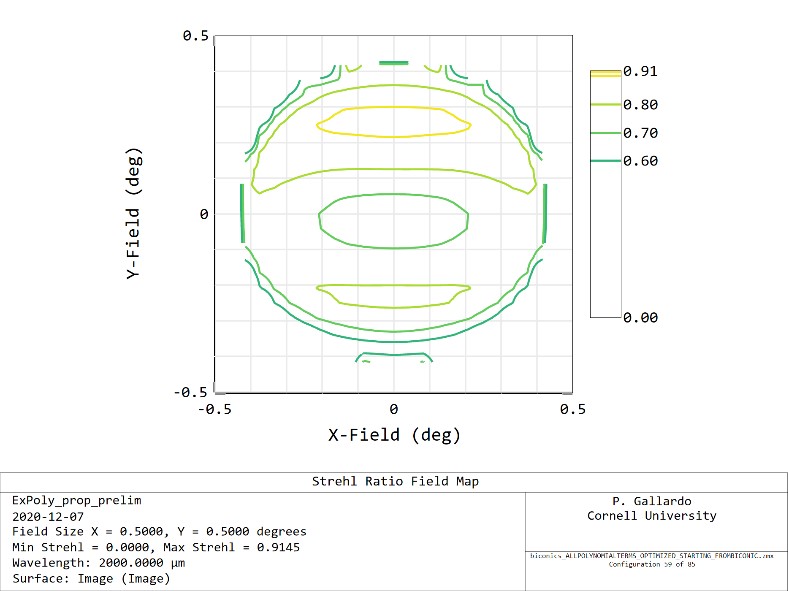 0.5
0
-0.5
Y-Field (deg)
-0.5
0
0.5
X-Field (deg)
0.91
0.80
0.70
0.60
0.00
Strehl Ratio Field Map
ExPoly_prop_prelim
2020-12-07
Field Size X = 0.5000, Y = 0.5000 degrees
Min Strehl = 0.0000, Max Strehl = 0.9145
Wavelength: 2000.0000 µm
Surface: Image (Image)
P. Gallardo
Cornell University
biconics_ALLPOLYNOMIALTERMS_OPTIMIZED_STARTING_FROMBICONIC.zmx
Configuration 59 of 85